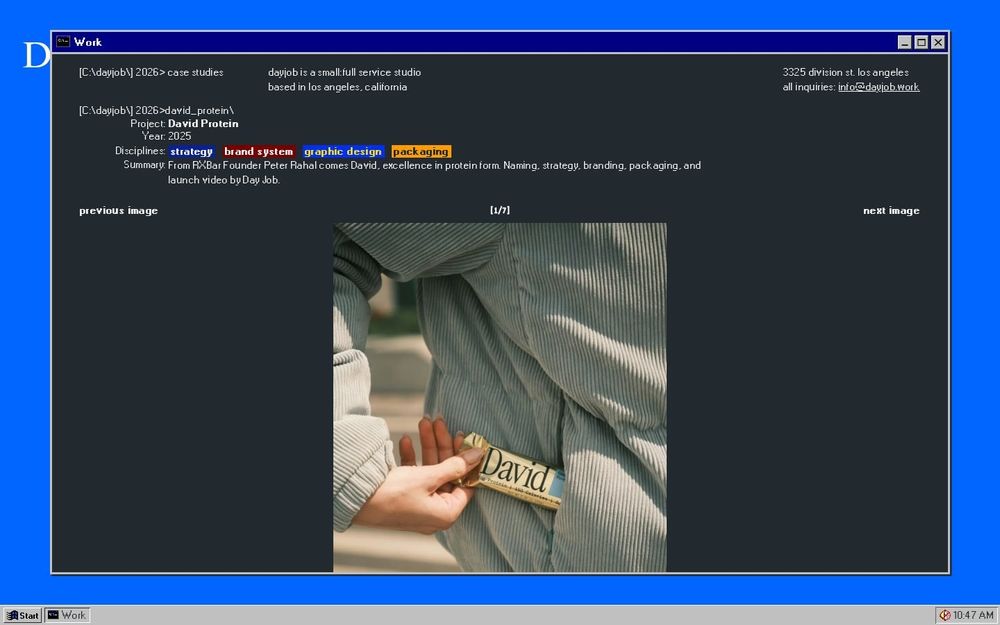 D
Work
[C:\dayjob\] 2026> case studies
dayjob is a small:full service studio
based in los angeles, california
3325 division st. los angeles
all inquiries: info@dayjob.work
[C:\dayjob\] 2026>david_protein\
Project: David Protein
Year: 2025
Disciplines: strategy brand system graphic design packaging
Summary: From RXBar Founder Peter Rahal comes David, excellence in protein form. Naming, strategy, branding, packaging, and
launch video by Day Job.
previous image
[1/7]
next image
David
Start
Work
10:47 AM